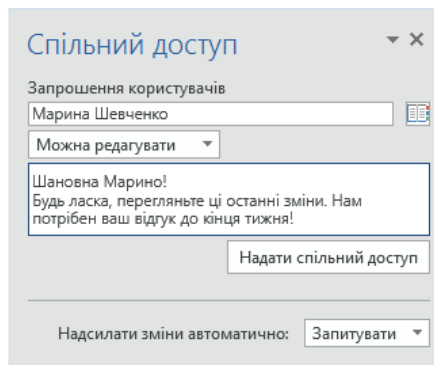 Спільний доступ
Запрошення користувачів
Марина Шевченко
Можна редагувати
Шановна Марино!
Будь ласка, перегляньте ці останні зміни. Нам
потрібен ваш відгук до кінця тижня!
Надати спільний доступ
Надсилати зміни автоматично: Запитувати